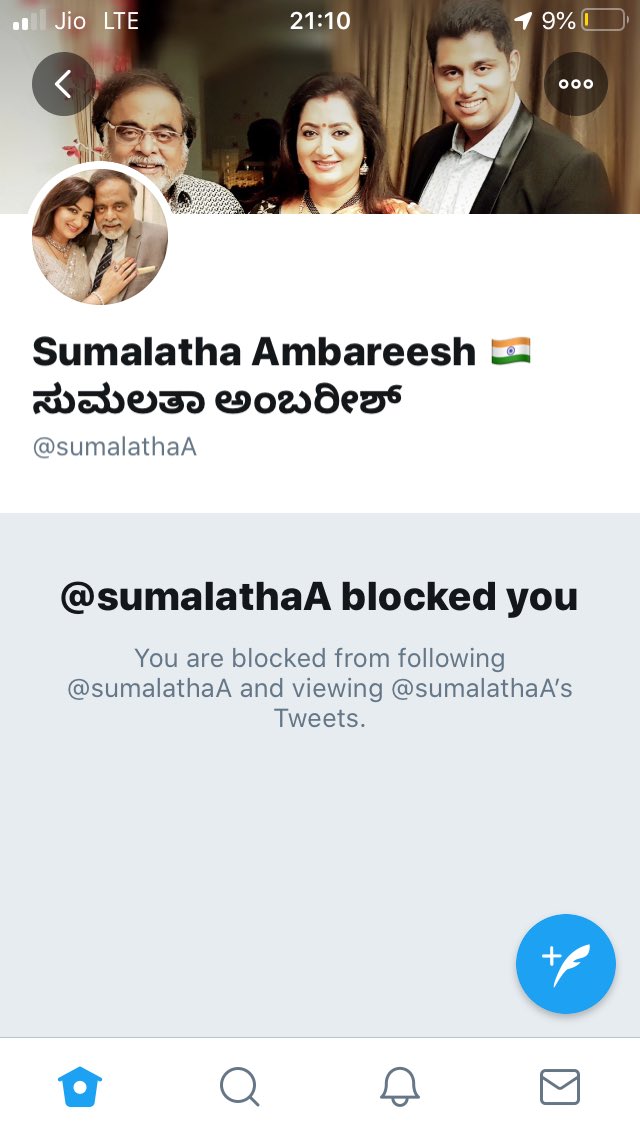 Jio LTE 21:10 9%
Sumalatha Ambareesh 🇮🇳
ಸುಮಲತಾ ಅಂಬರೀಶ್
@sumalathaA
@sumalathaA blocked you
You are blocked from following
@sumalathaA and viewing @sumalathaA’s
Tweets.